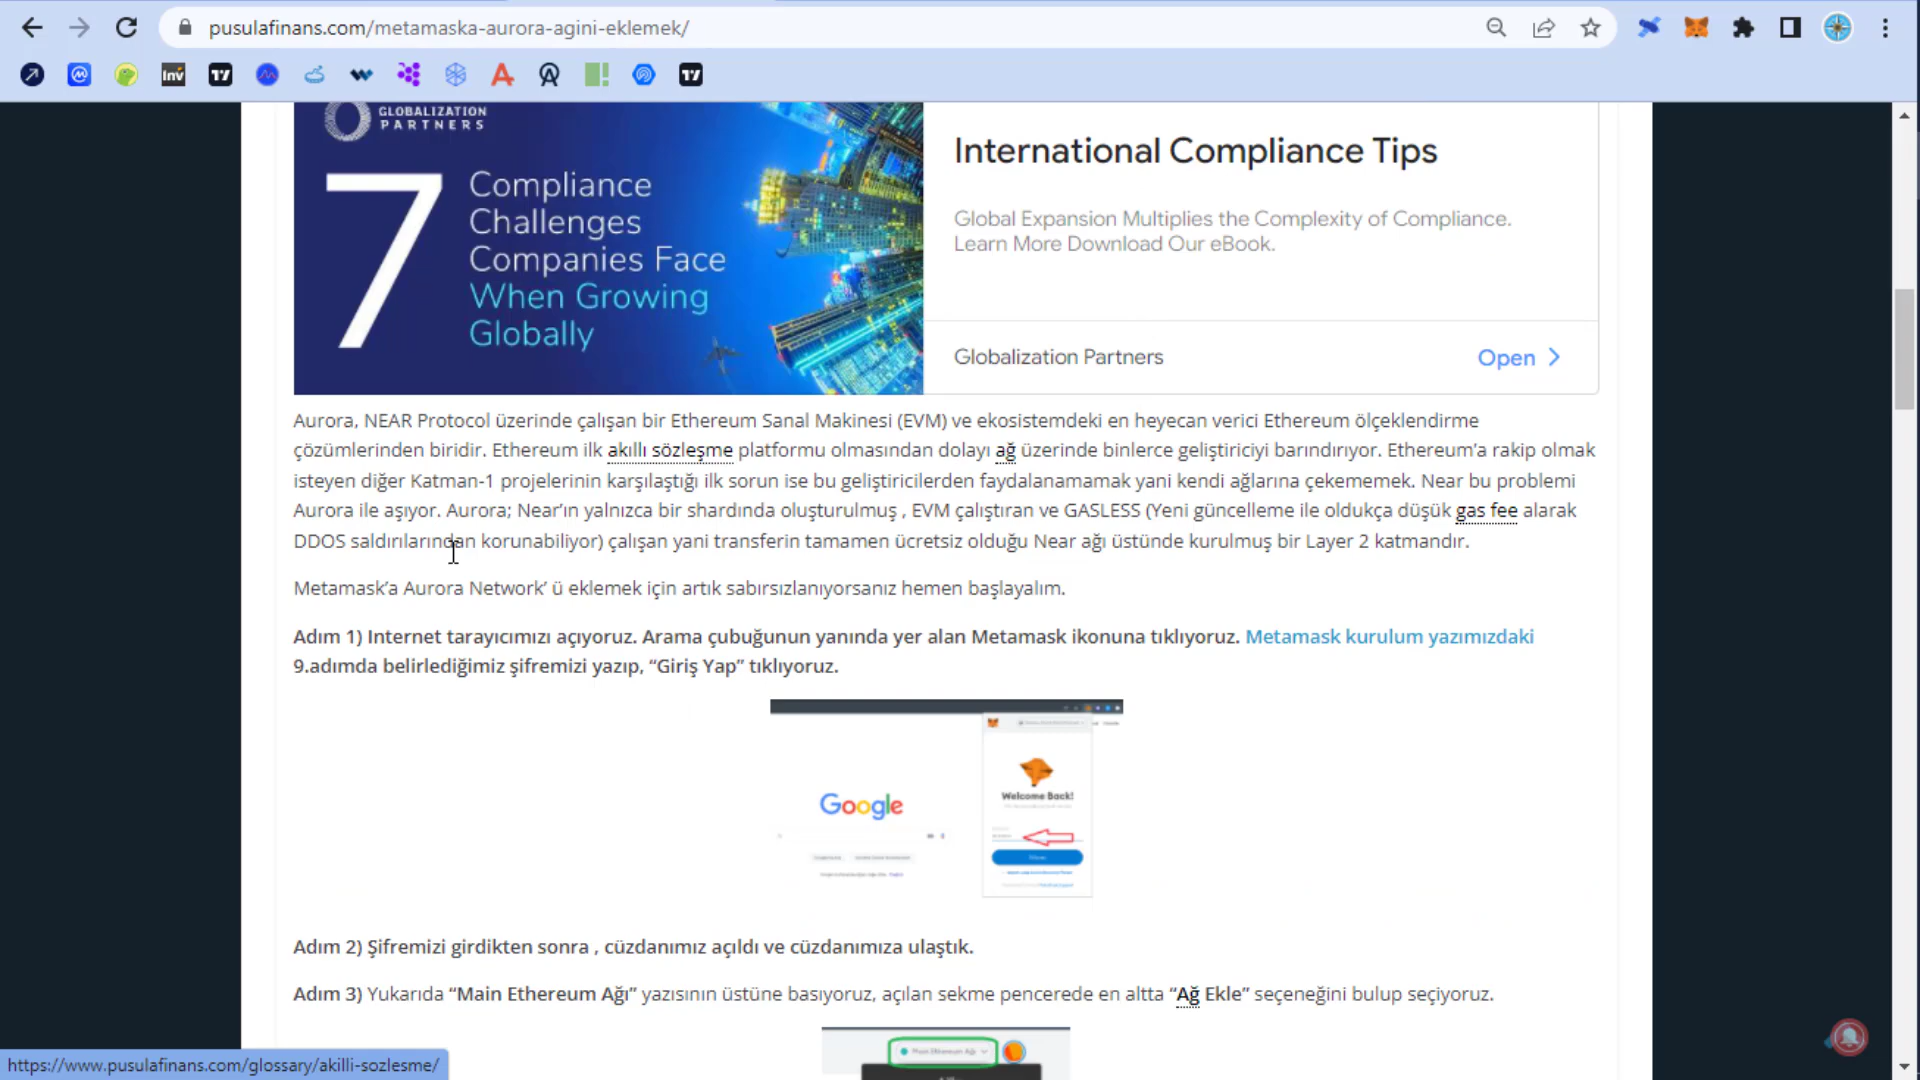 pusulafinans.com/metamaska-aurora-agini-eklemek/
Inv
GLOBALIZATION
PARTNERS
7
Compliance
Challenges
Companies Face
When Growing
Globally
International Compliance Tips
Global Expansion Multiplies the Complexity of Compliance.
Learn More Download Our eBook.
Globalization Partners
Open
Aurora, NEAR Protocol üzerinde çalışan bir Ethereum Sanal Makinesi (EVM) ve ekosistemdeki en heyecan verici Ethereum ölçeklendirme
çözümlerinden biridir. Ethereum ilk akıllı sözleşme platformu olmasından dolayı ağ üzerinde binlerce geliştiriciyi barındırıyor. Ethereum’a rakip olmak
isteyen diğer Katman-1 projelerinin karşılaştığı ilk sorun ise bu geliştiricilerden faydalanamamak yani kendi ağlarına çekememek. Near bu problemi
Aurora ile aşıyor. Aurora; Near’ın yalnızca bir shardında oluşturulmuş , EVM çalıştıran ve GASLESS (Yeni güncelleme ile oldukça düşük gas fee alarak
DDOS saldırılarından korunabiliyor) çalışan yani transferin tamamen ücretsiz olduğu Near ağı üstünde kurulmuş bir Layer 2 katmandır.
Metamask’a Aurora Network’ ü eklemek için artık sabırsızlanıyorsanız hemen başlayalım.
Adım 1) Internet tarayıcımızı açıyoruz. Arama çubuğunun yanında yer alan Metamask ikonuna tıklıyoruz. Metamask kurulum yazımızdaki
9.adımda belirlediğimiz şifremizi yazıp, “Giriş Yap” tıklıyoruz.
Google
Welcome Back!
Adım 2) Şifremizi girdikten sonra , cüzdanımız açıldı ve cüzdanımıza ulaştık.
Adım 3) Yukarıda “Main Ethereum Ağı” yazısının üstüne basıyoruz, açılan sekme pencerede en altta “Ağ Ekle” seçeneğini bulup seçiyoruz.
Main Ethereum Ağı
https://www.pusulafinans.com/glossary/akilli-sozlesme/